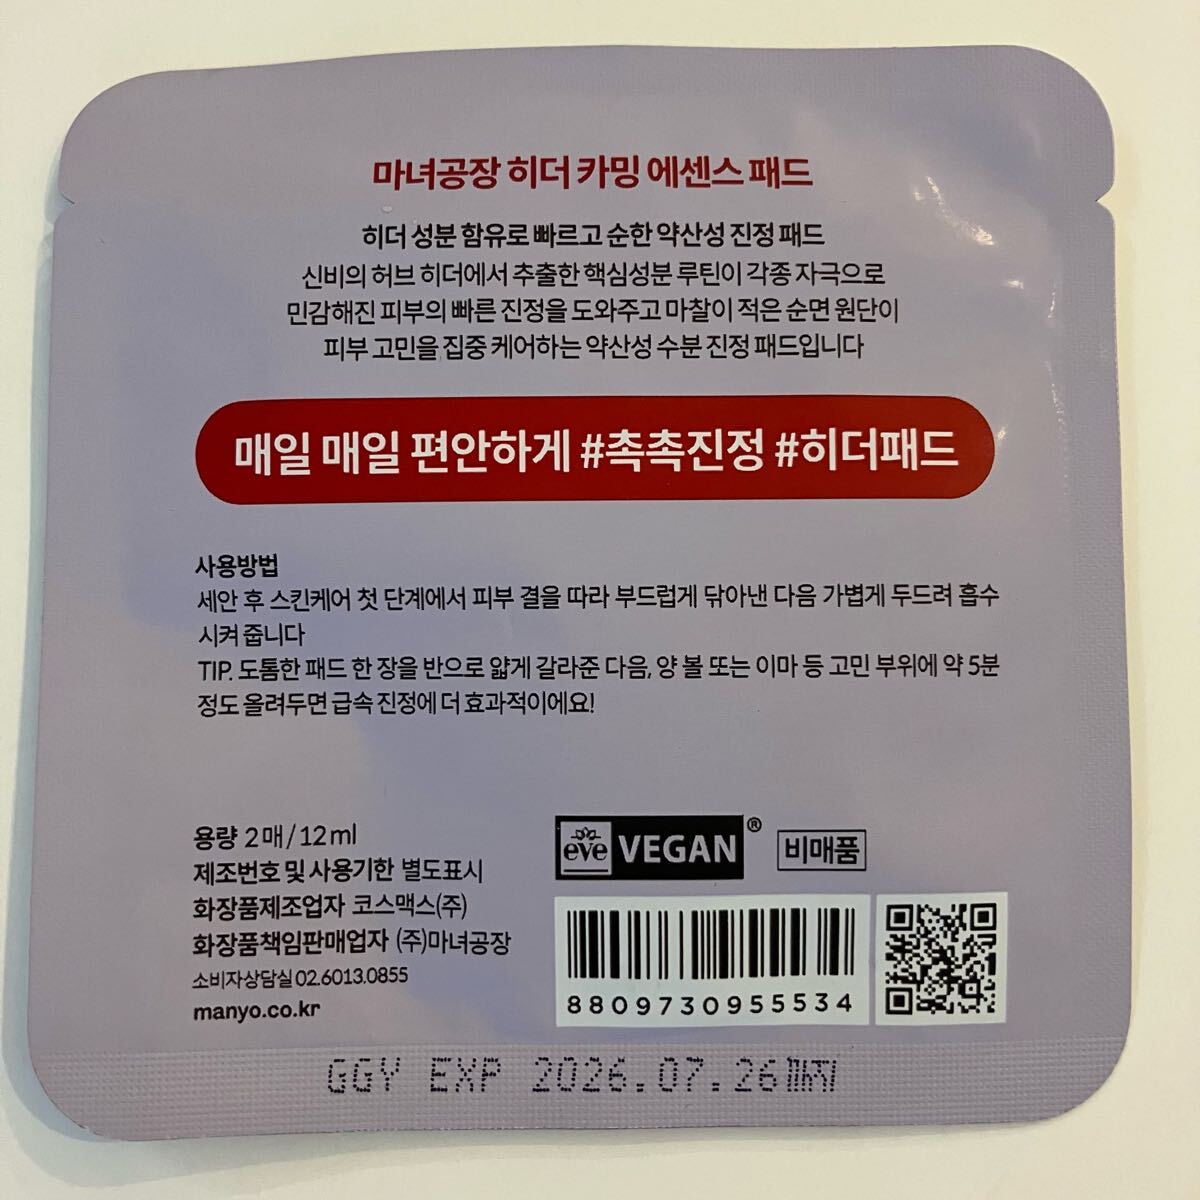 마녀공장 히더 카밍 에센스 패드
히더 성분 함유로 빠르고 순한 약산성 진정 패드
신비의 허브 히더에서 추출한 핵심성분 루틴이 각종 자극으로
민감해진 피부의 빠른 진정을 도와주고 마찰이 적은 순면 원단이
피부 고민을 집중 케어하는 약산성 수분 진정 패드입니다
매일 매일 편안하게 #촉촉진정 #히더패드
사용방법
세안 후 스킨케어 첫 단계에서 피부 결을 따라 부드럽게 닦아낸 다음 가볍게 두드려 흡수
시켜 줍니다
TIP. 도톰한 패드 한 장을 반으로 얇게 갈라준 다음, 양 볼 또는 이마 등 고민 부위에 약 5분
정도 올려두면 급속 진정에 더 효과적이에요!
용량 2매/12ml
제조번호 및 사용기한 별도표시
화장품제조업자 코스맥스(주)
화장품책임판매업자 (주)마녀공장
소비자상담실 02.6013.0855
manyo.co.kr
eve VEGAN®
비매품
8809730955534
GGY EXP 2026.07.26까지